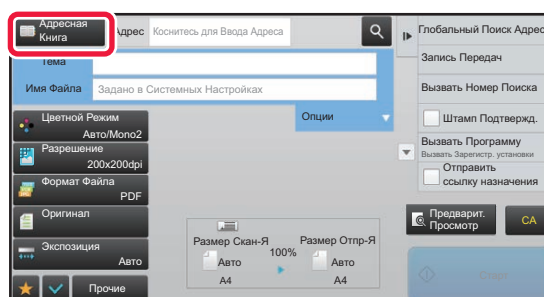 Адресная
Книга
Адрес
Коснитесь для Ввода Адреса
Тема
Имя Файла
Задано в Системных Настройках
Опции
Цветной Режим
Авто/Mono2
Разрешение
200x200dpi
Формат Файла
PDF
Оригинал
Экспозиция
Авто
Прочие
Размер Скан-Я
Авто
A4
100%
Размер Отпр-Я
Авто
A4
Глобальный Поиск Адрес
Запись Передач
Вызвать Номер Поиска
Штамп Подтвержд.
Вызвать Программу
Вызвать Зарегистр. установки
Отправить
ссылку назначения
Предварит.
Просмотр
CA
Старт